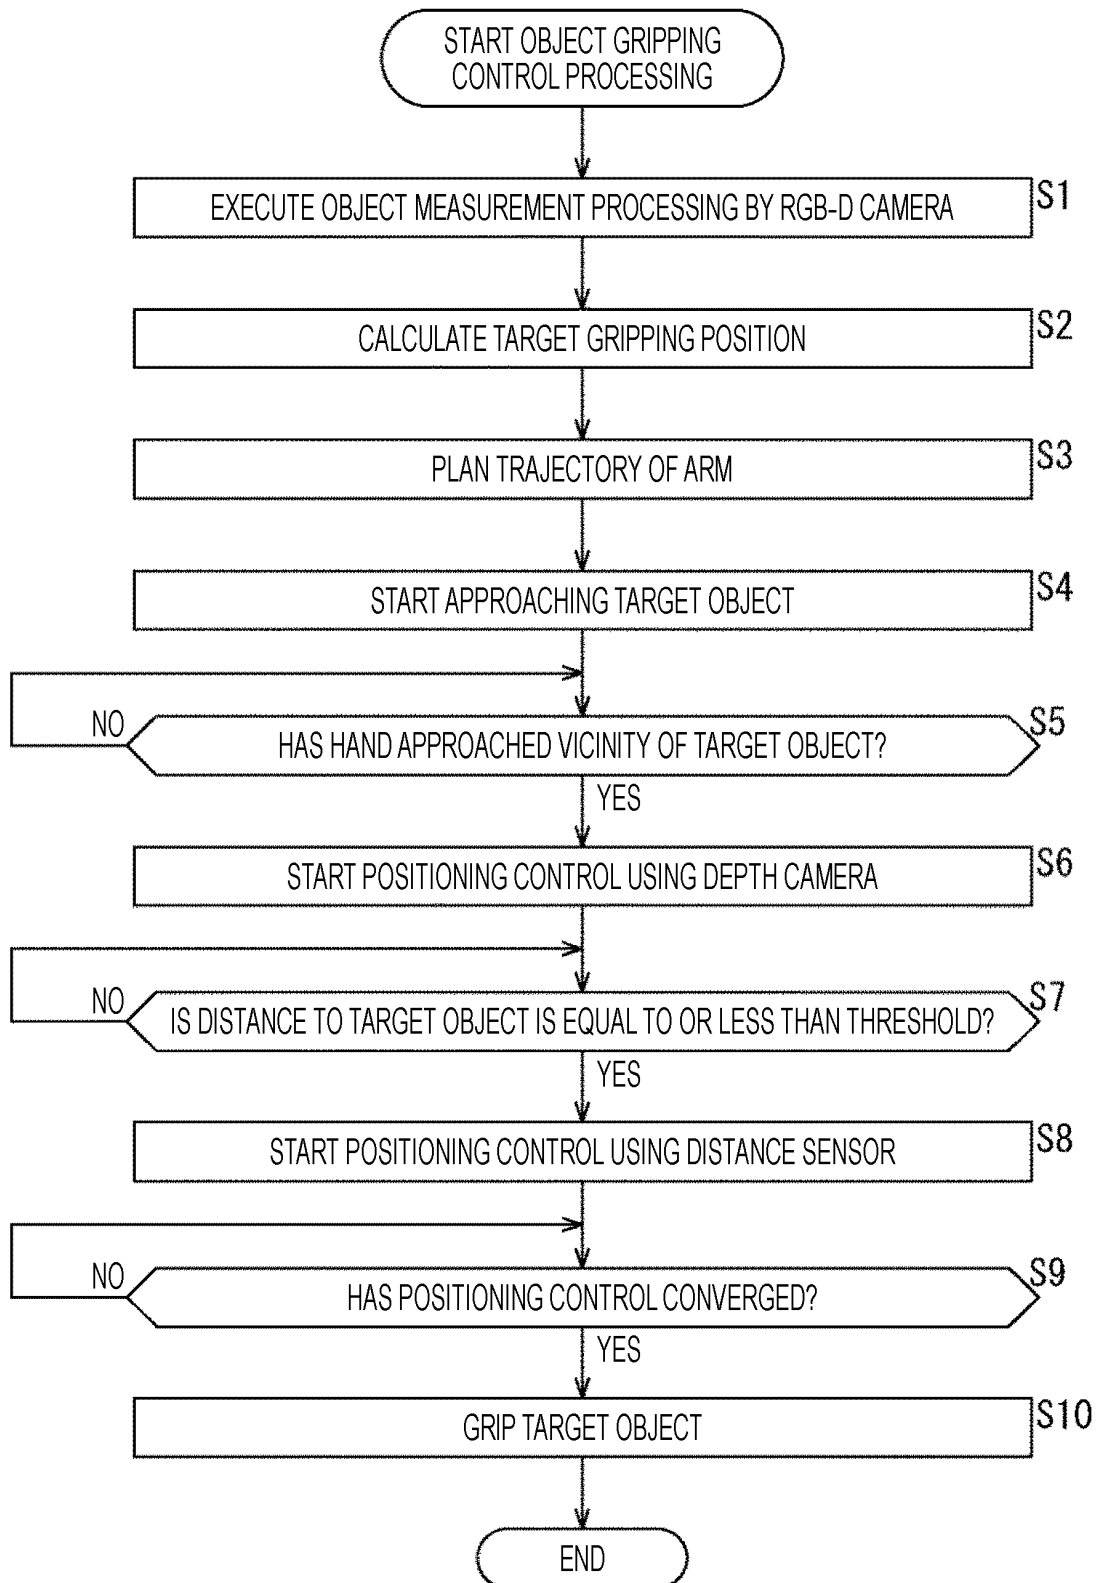 START OBJECT GRIPPING
CONTROL PROCESSING
S1
EXECUTE OBJECT MEASUREMENT PROCESSING BY RGB-D CAMERA
S2
CALCULATE TARGET GRIPPING POSITION
S3
PLAN TRAJECTORY OF ARM
S4
START APPROACHING TARGET OBJECT
S5
NO
HAS HAND APPROACHED VICINITY OF TARGET OBJECT?
YES
S6
START POSITIONING CONTROL USING DEPTH CAMERA
S7
NO
IS DISTANCE TO TARGET OBJECT IS EQUAL TO OR LESS THAN THRESHOLD?
YES
S8
START POSITIONING CONTROL USING DISTANCE SENSOR
S9
NO
HAS POSITIONING CONTROL CONVERGED?
YES
S10
GRIP TARGET OBJECT
END